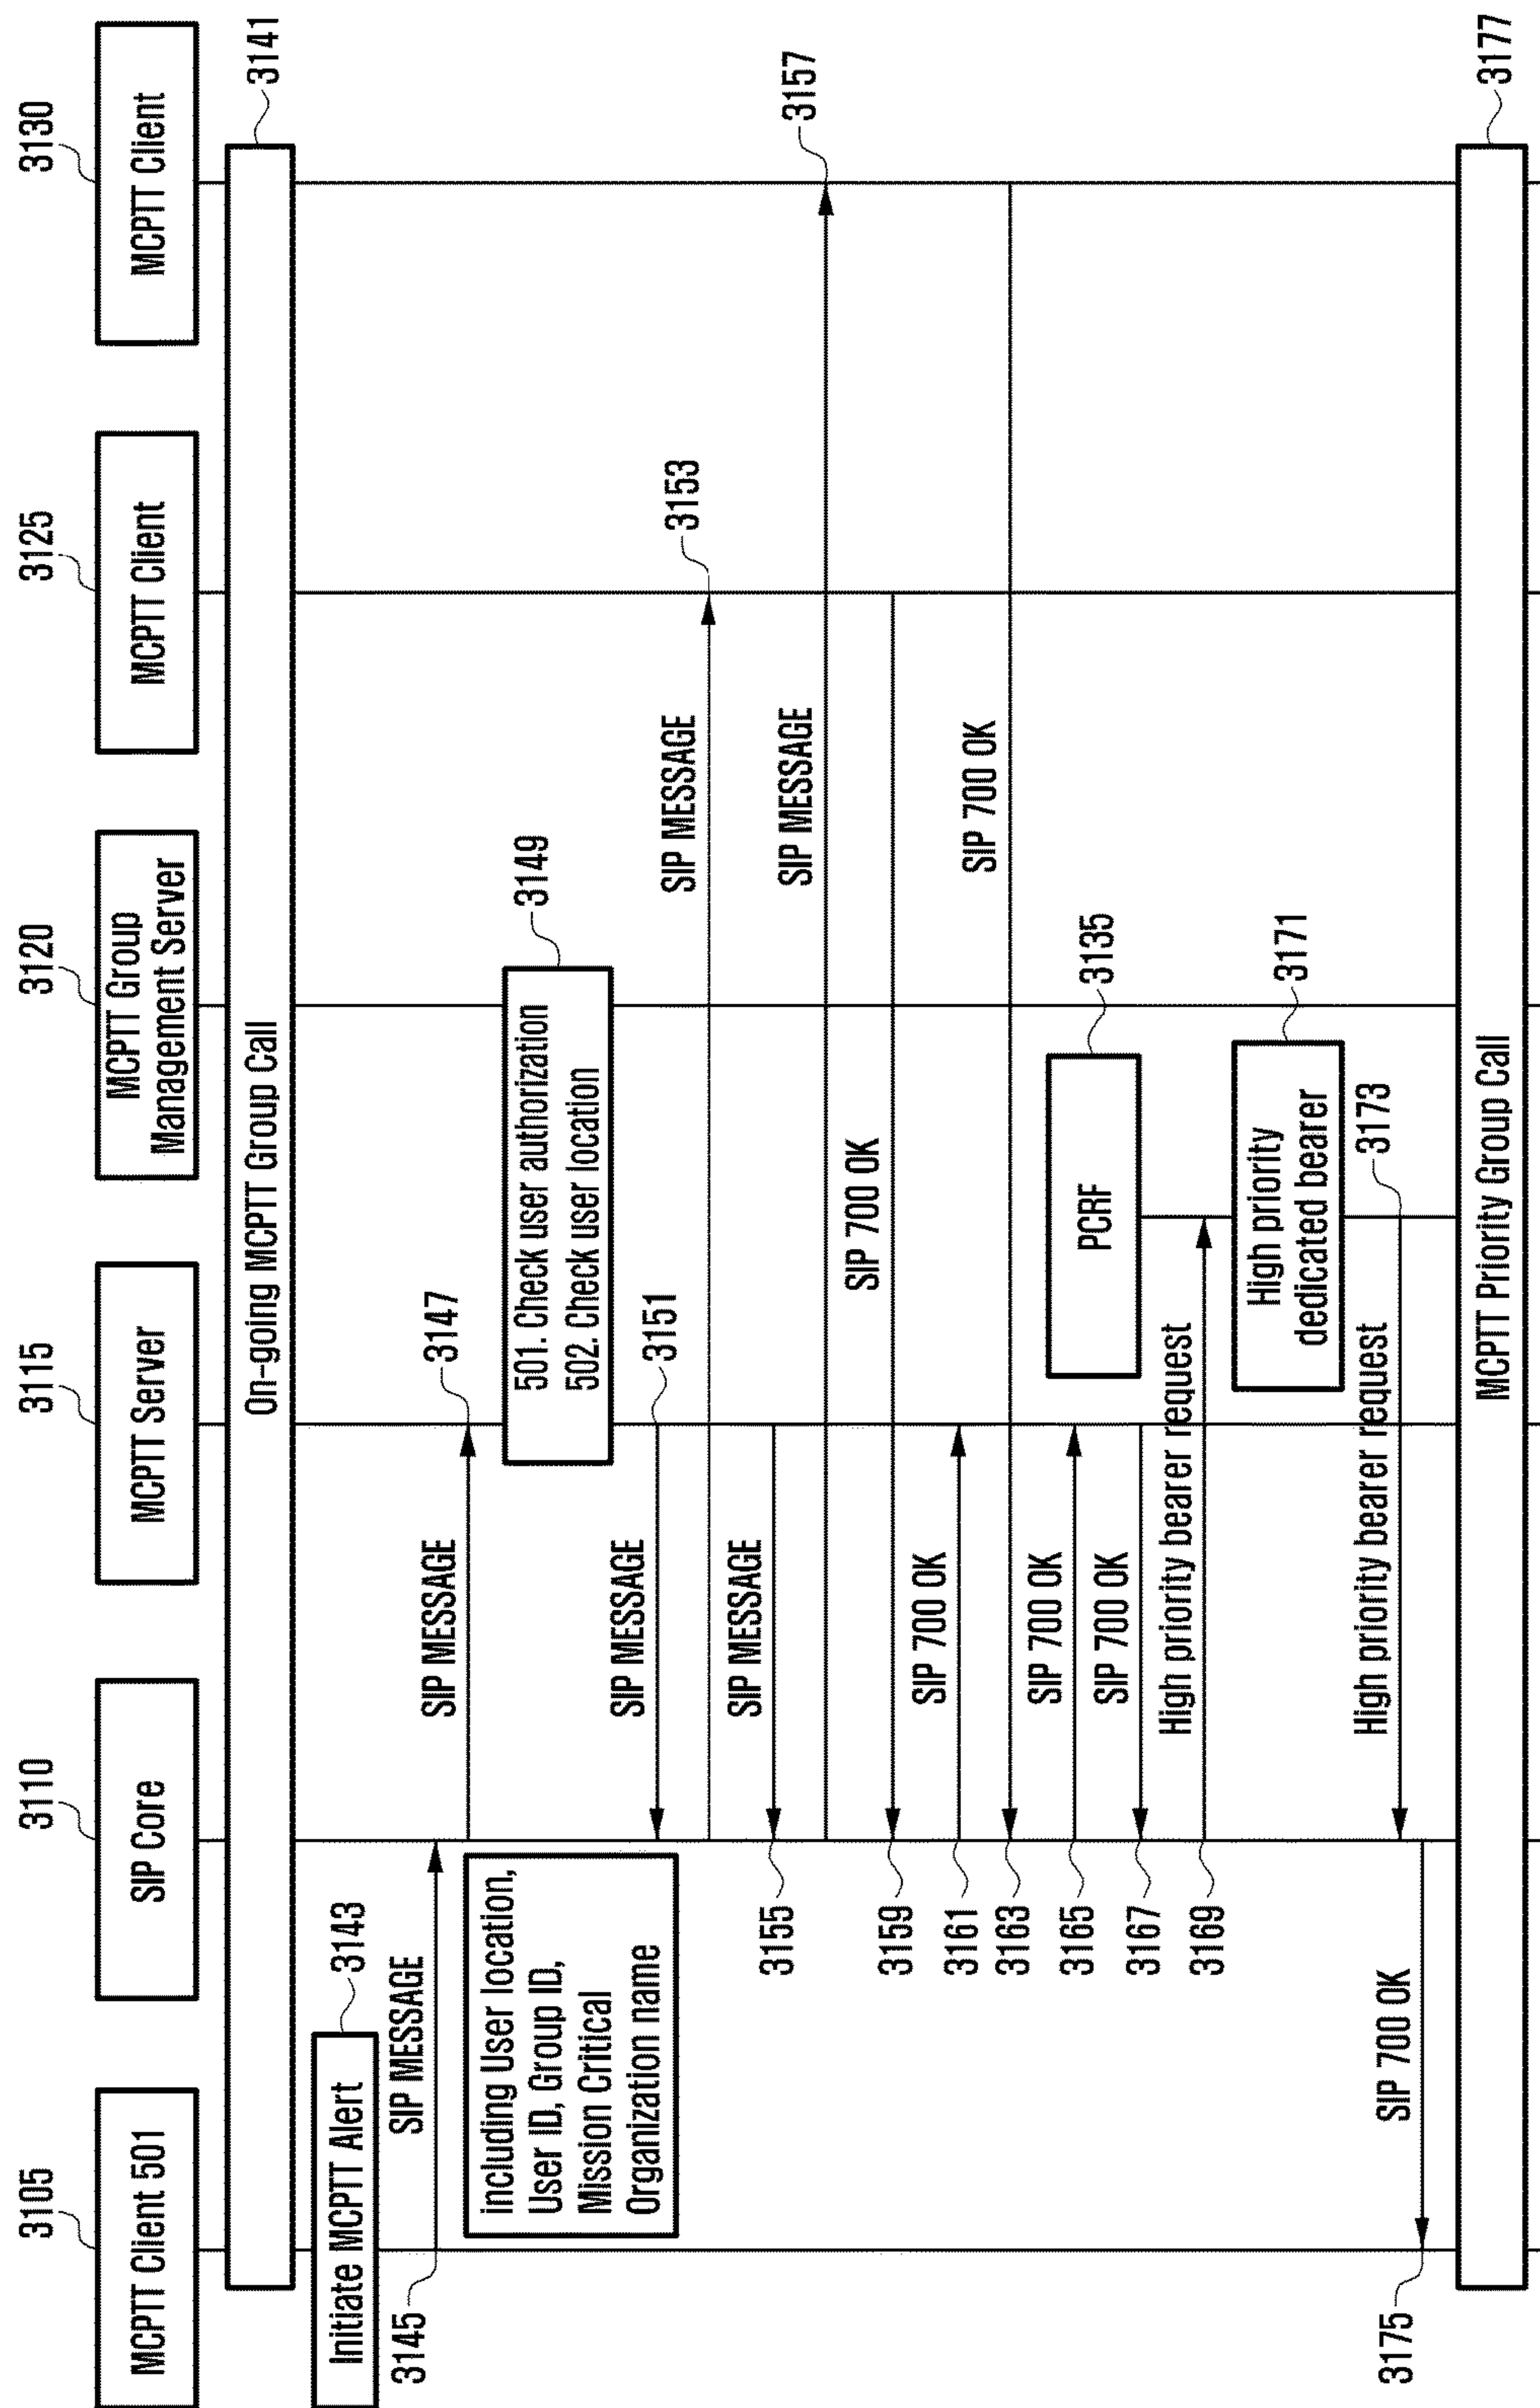 3105
MCPTT Client 501
3110
SIP Core
3115
MCPTT Server
3120
MCPTT Group
Management Server
3125
MCPTT Client
3130
MCPTT Client
On-going MCPTT Group Call
3141
Initiate MCPTT Alert
3143
SIP MESSAGE
3145
including User location,
User ID, Group ID,
Mission Critical
Organization name
SIP MESSAGE
3147
501. Check user authorization
502. Check user location
3149
SIP MESSAGE
3151
SIP MESSAGE
3153
SIP MESSAGE
3155
SIP MESSAGE
3157
SIP 700 OK
3159
SIP 700 OK
3161
SIP 700 OK
3163
SIP 700 OK
3165
PCRF
3135
SIP 700 OK
3167
High priority bearer request
3169
High priority
dedicated bearer
3171
High priority bearer request
3173
SIP 700 OK
3175
MCPTT Priority Group Call
3177